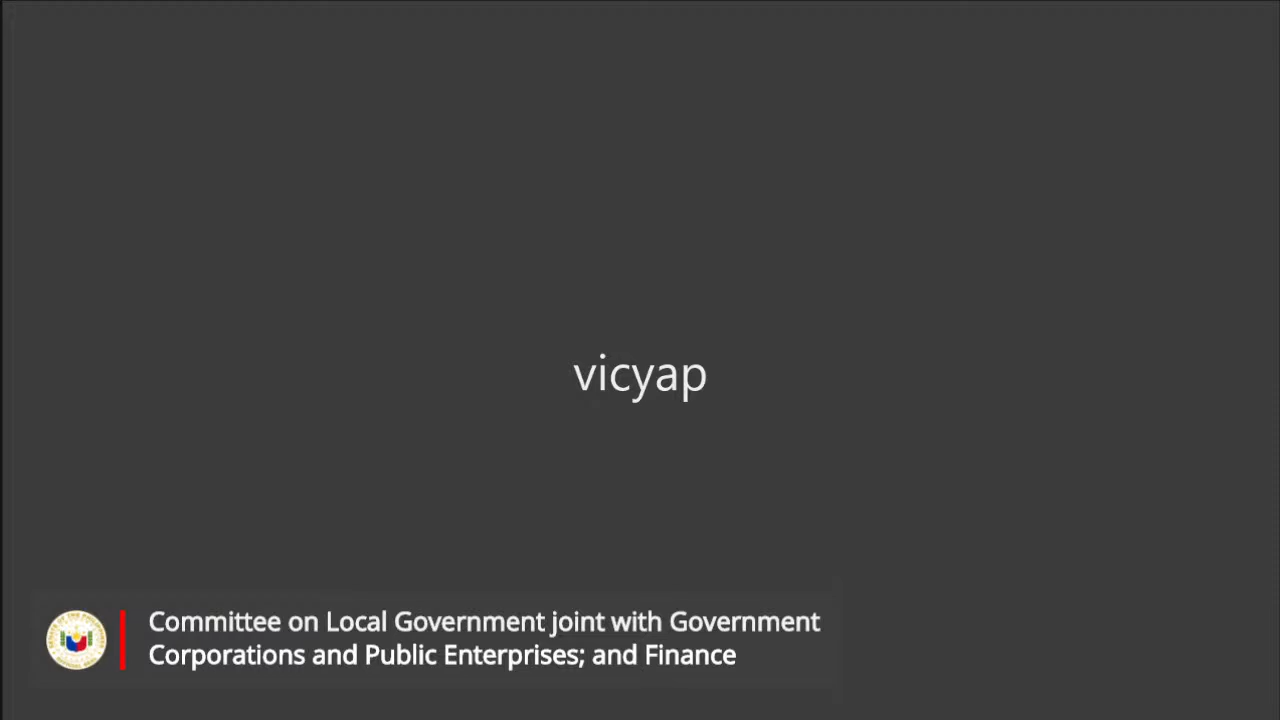 vicyap
Committee on Local Government joint with Government
Corporations and Public Enterprises; and Finance